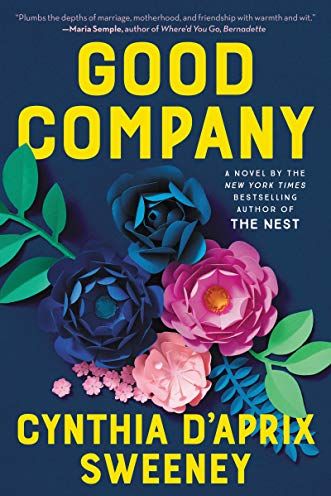 "Plumbs the depths of marriage, motherhood, and friendship with warmth and wit."
—Maria Semple, author of Where'd You Go, Bernadette
GOOD
COMPANY
A NOVEL BY THE
NEW YORK TIMES
BESTSELLING
AUTHOR OF
THE NEST
CYNTHIA D'APRIX
SWEENEY